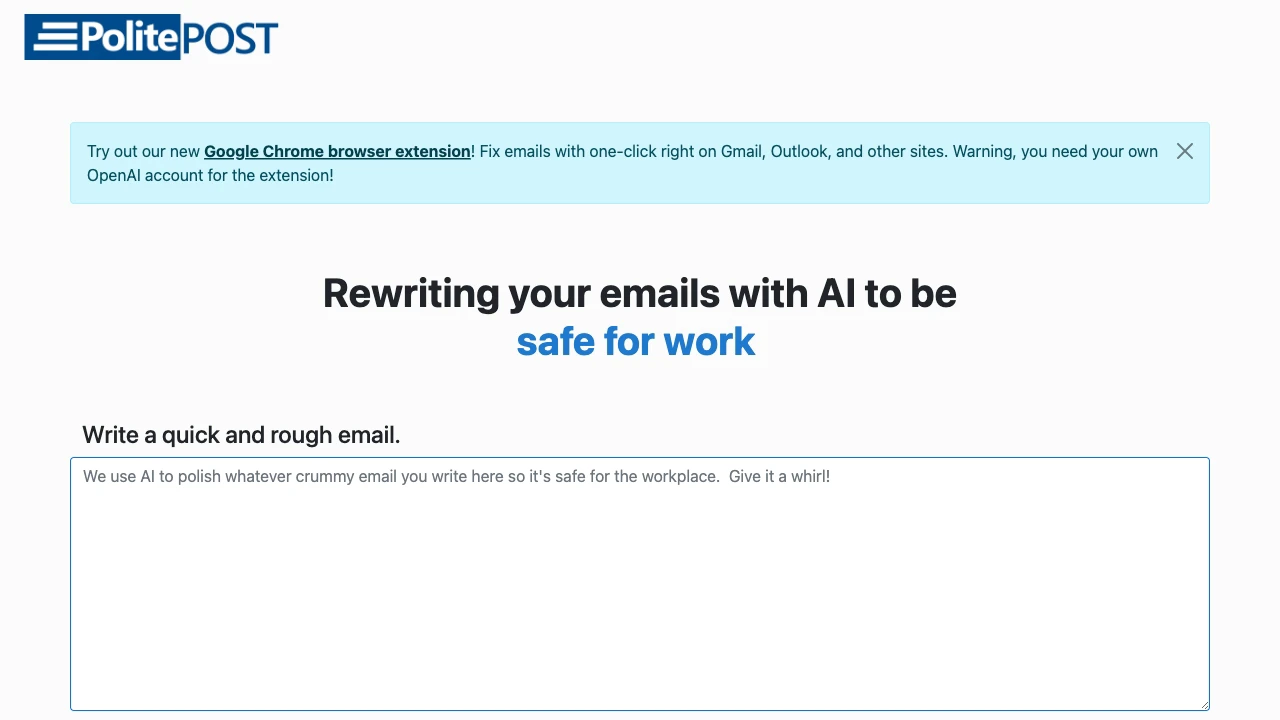 PolitePOST
Try out our new Google Chrome browser extension! Fix emails with one-click right on Gmail, Outlook, and other sites. Warning, you need your own
OpenAI account for the extension!
Rewriting your emails with AI to be
safe for work
Write a quick and rough email.
We use AI to polish whatever crummy email you write here so it's safe for the workplace.  Give it a whirl!